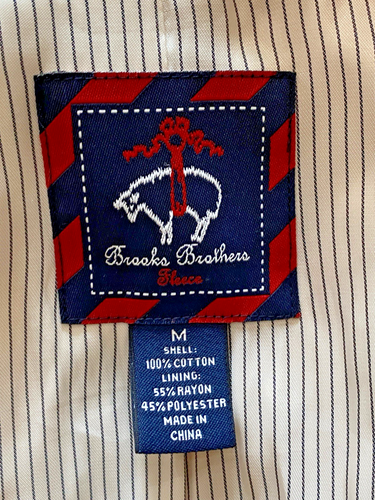 Brooks Brothers
Fleece
M
SHELL:
100% COTTON
LINING:
55% RAYON
45% POLYESTER
MADE IN
CHINA